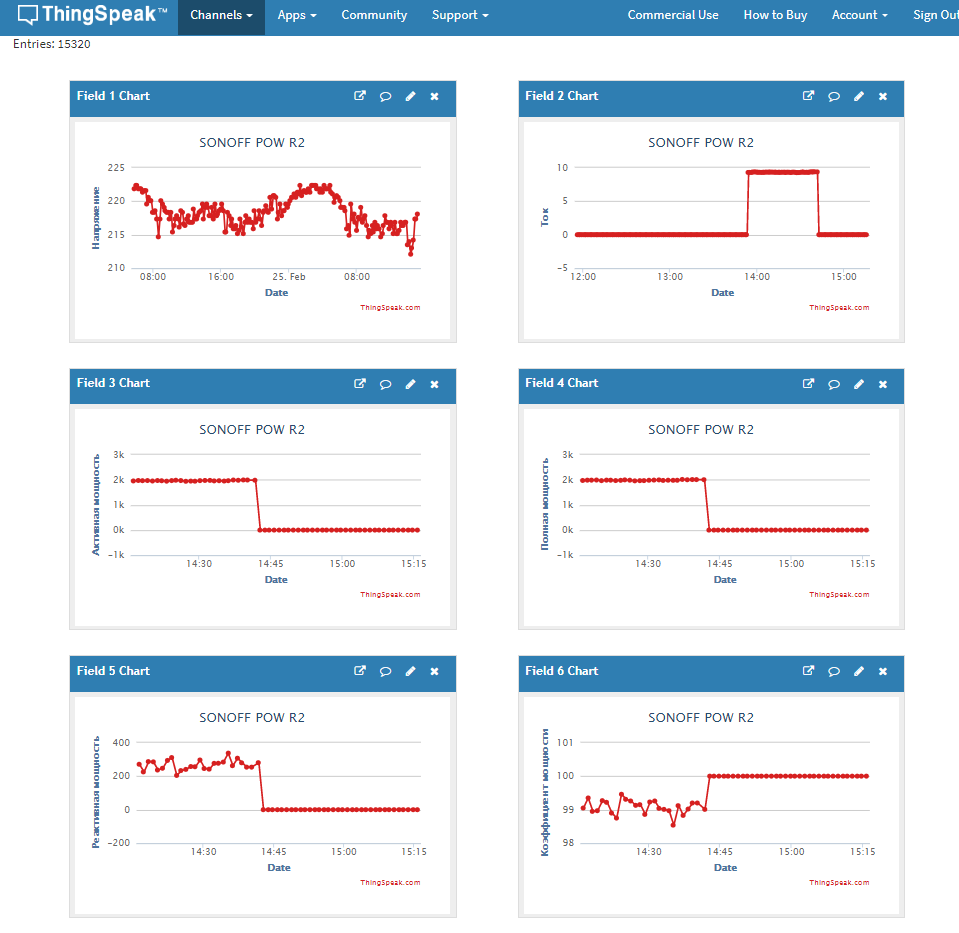 ThingSpeak™ Channels Apps Community Support Commercial Use How to Buy Account Sign Out
Entries: 15320
Field 1 Chart
SONOFF POW R2
Напряжение
225
220
215
210
08:00 16:00 25. Feb 08:00
Date
ThingSpeak.com
Field 2 Chart
SONOFF POW R2
Ток
10
5
0
−5
12:00 13:00 14:00 15:00
Date
ThingSpeak.com
Field 3 Chart
SONOFF POW R2
Активная мощность
3k
2k
1k
0k
−1k
14:30 14:45 15:00 15:15
Date
ThingSpeak.com
Field 4 Chart
SONOFF POW R2
Полная мощность
3k
2k
1k
0k
−1k
14:30 14:45 15:00 15:15
Date
ThingSpeak.com
Field 5 Chart
SONOFF POW R2
Реактивная мощность
400
200
0
−200
14:30 14:45 15:00 15:15
Date
ThingSpeak.com
Field 6 Chart
SONOFF POW R2
Коэффициент мощности
101
100
99
98
14:30 14:45 15:00 15:15
Date
ThingSpeak.com